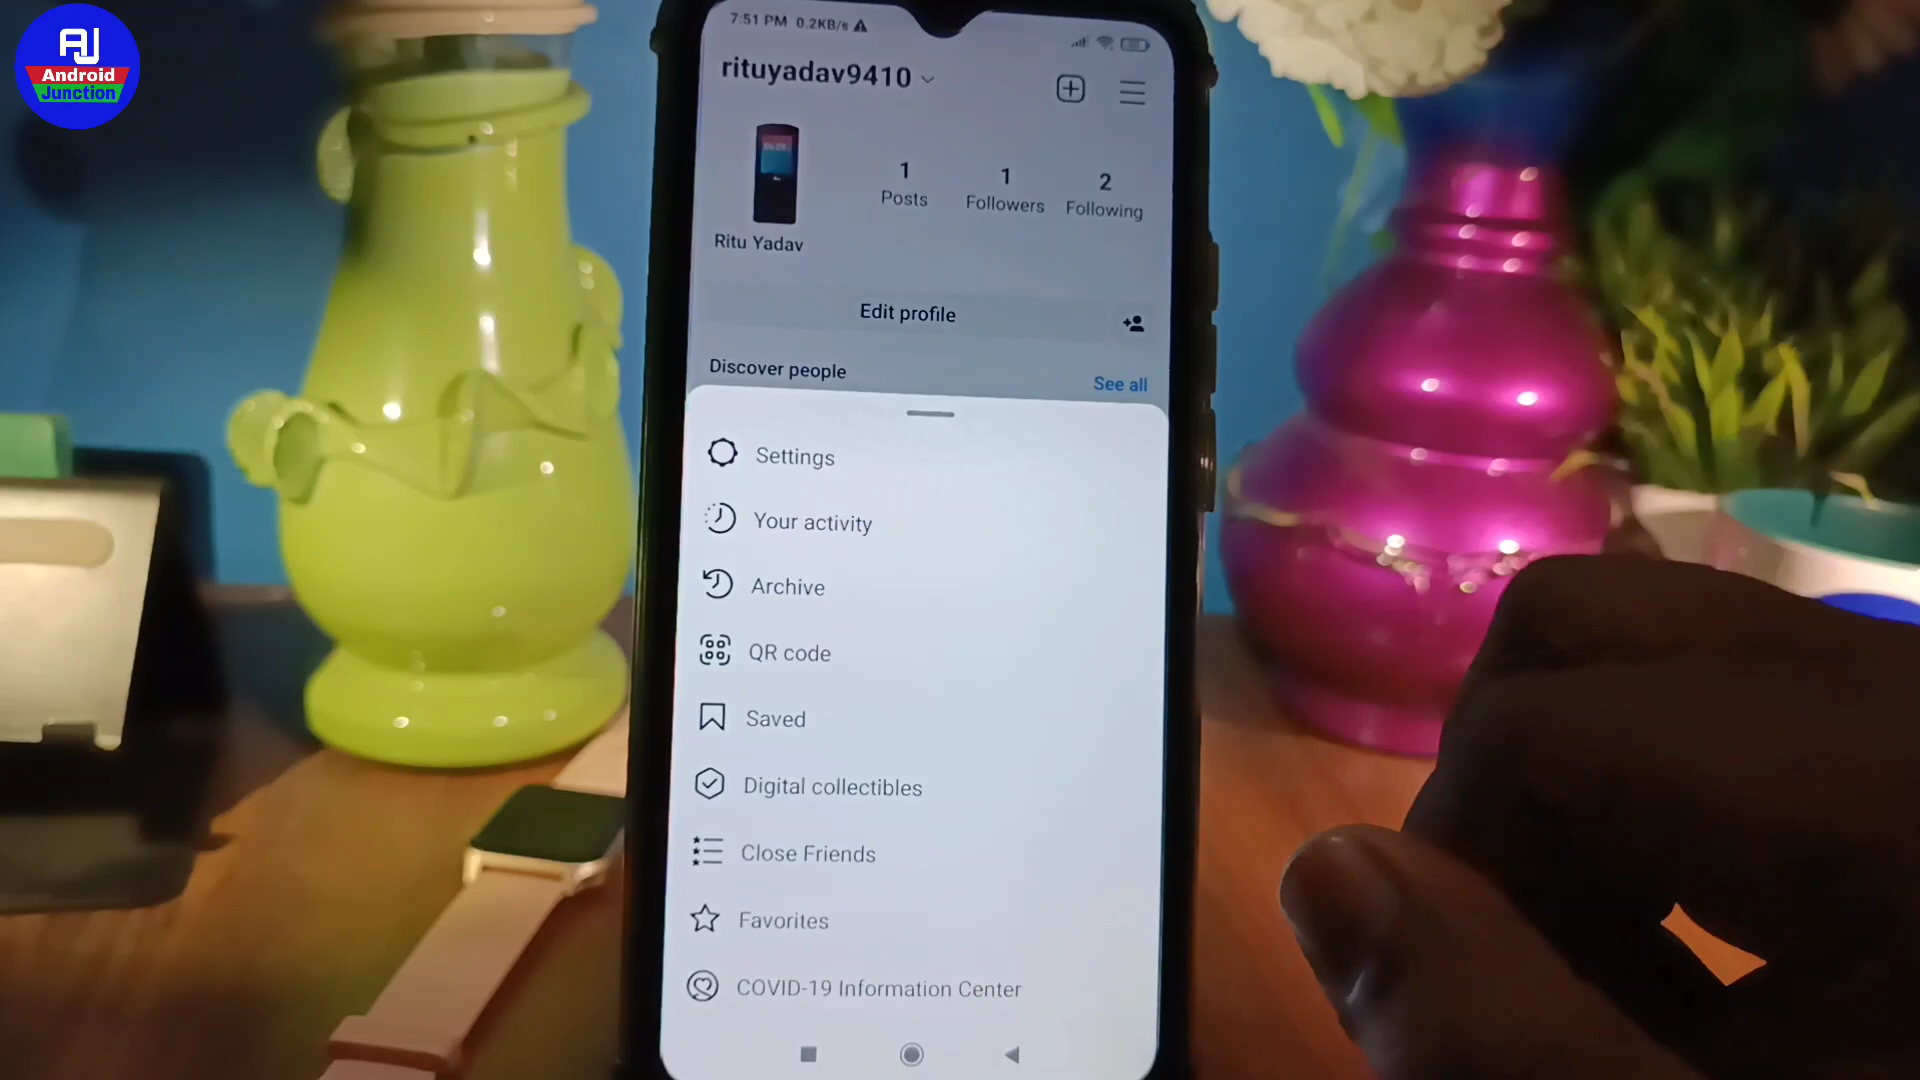 AJ
Android
Junction
7:51 PM 0.2KB/s
rituyadav9410
1
Posts
1
Followers
2
Following
Ritu Yadav
Edit profile
Discover people
See all
Settings
Your activity
Archive
QR code
Saved
Digital collectibles
Close Friends
Favorites
COVID-19 Information Center